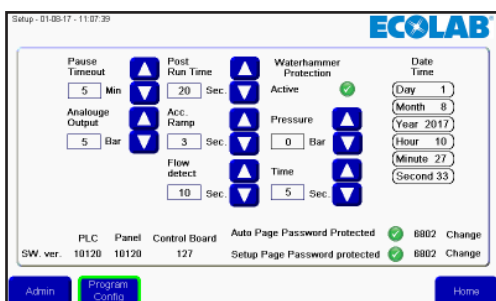 Setup - 01-08-17 - 11:07:39
ECOLAB
Pause Timeout
5 Min
Post Run Time
20 Sec.
Waterhammer Protection
Active
Date Time
Day 1
Month 8
Year 2017
Hour 10
Minute 27
Second 33
Analouge Output
5 Bar
Acc. Ramp
3 Sec.
Pressure
0 Bar
Flow detect
10 Sec.
Time
5 Sec.
PLC Panel Control Board
SW. ver. 10120 10120 127
Auto Page Password Protected 6802 Change
Setup Page Password protected 6802 Change
Admin
Program Config
Home